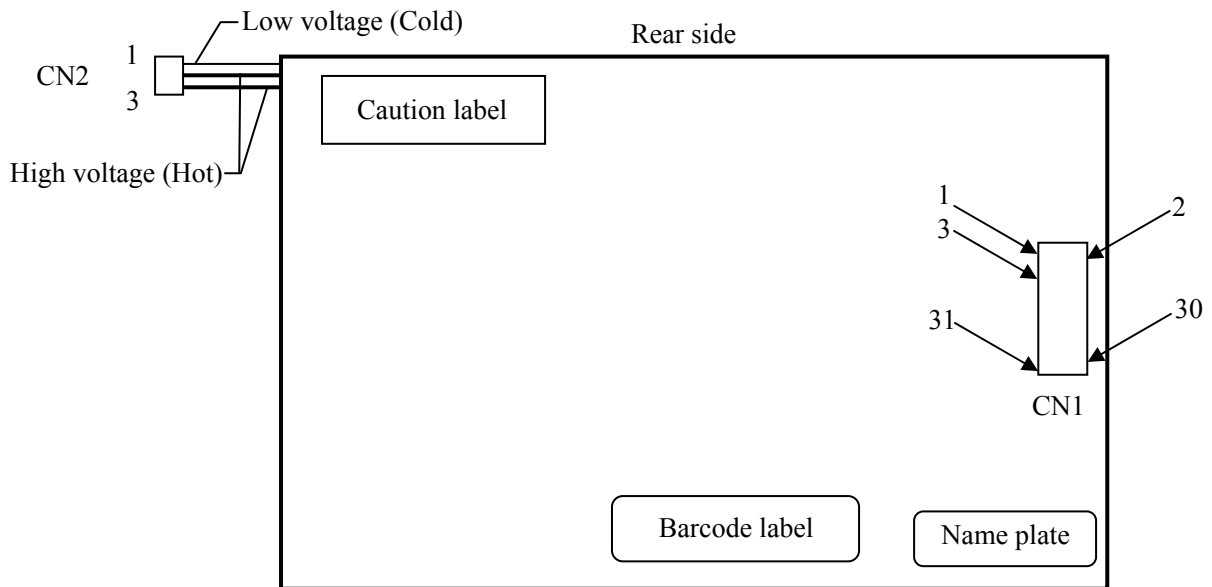 Low voltage (Cold)
Rear side
1
CN2
3
Caution label
High voltage (Hot)
1
2
3
31
30
CN1
Barcode label
Name plate